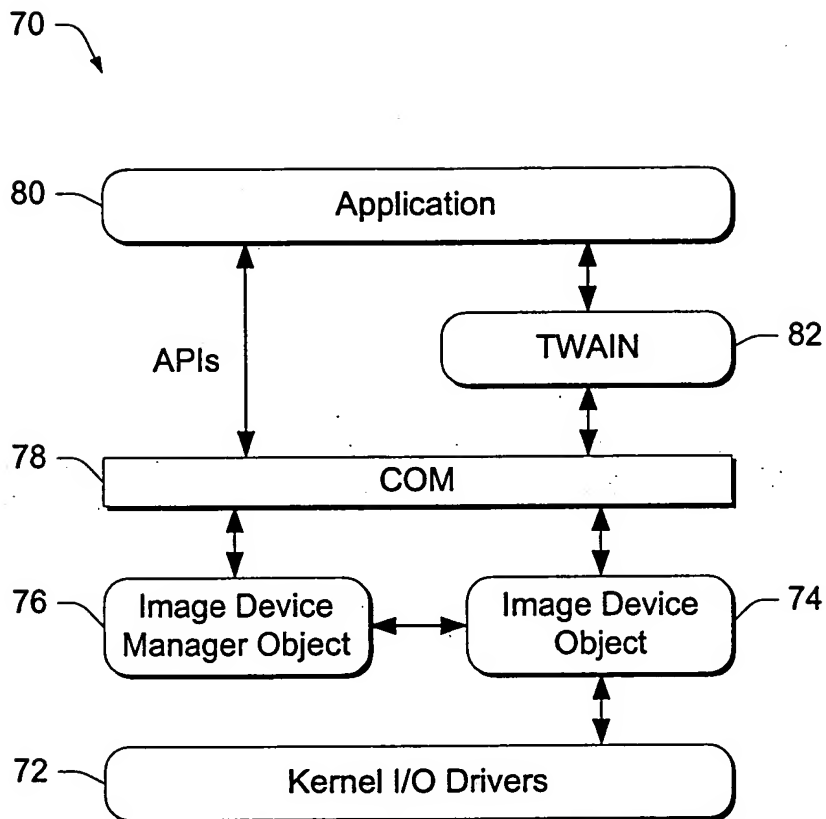 70
80
Application
APIs
TWAIN
82
78
COM
76
Image Device
Manager Object
Image Device
Object
74
72
Kernel I/O Drivers